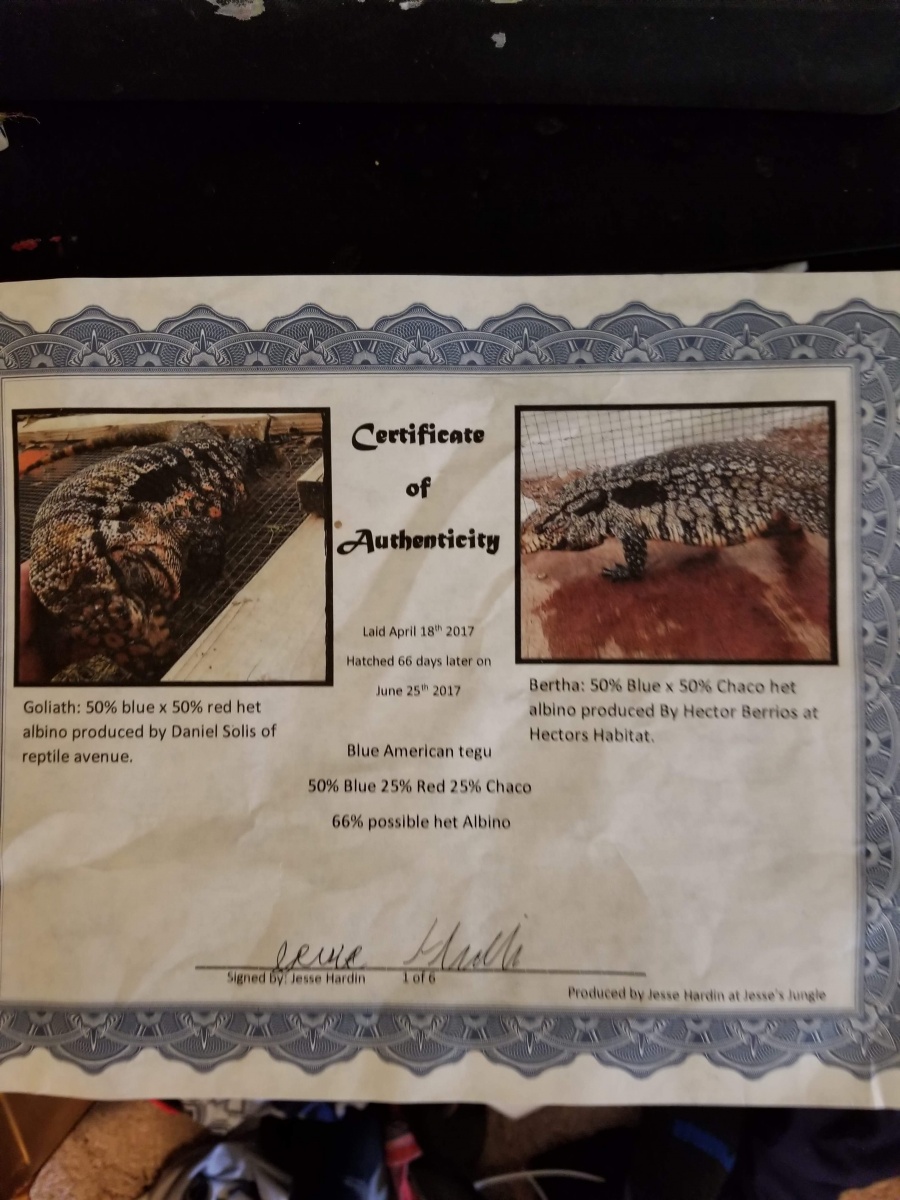 Certificate
of
Authenticity
Laid April 18th 2017
Hatched 66 days later on
June 25th 2017
Goliath: 50% blue x 50% red het
albino produced by Daniel Solis of
reptile avenue.
Bertha: 50% Blue x 50% Chaco het
albino produced By Hector Berrios at
Hectors Habitat.
Blue American tegu
50% Blue 25% Red 25% Chaco
66% possible het Albino
Signed by: Jesse Hardin
1 of 6
Produced by Jesse Hardin at Jesse's Jungle